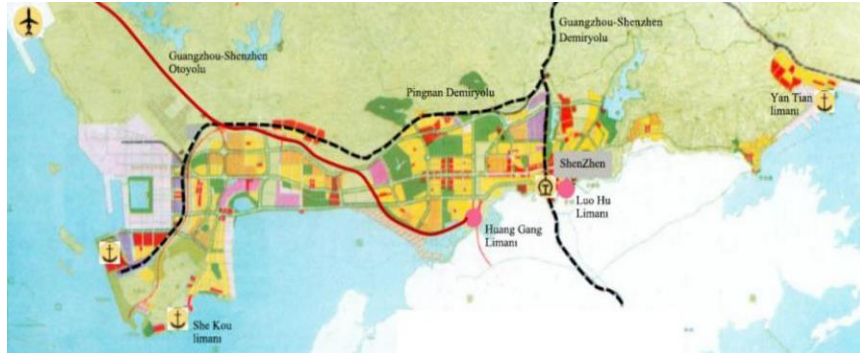 Guangzhou-Shenzhen
Demiryolu
Guangzhou-Shenzhen
Otoyolu
Pingnan Demiryolu
Yan Tian
limanı
ShenZhen
Luo Hu
Limanı
Huang Gang
Limanı
She Kou
limanı